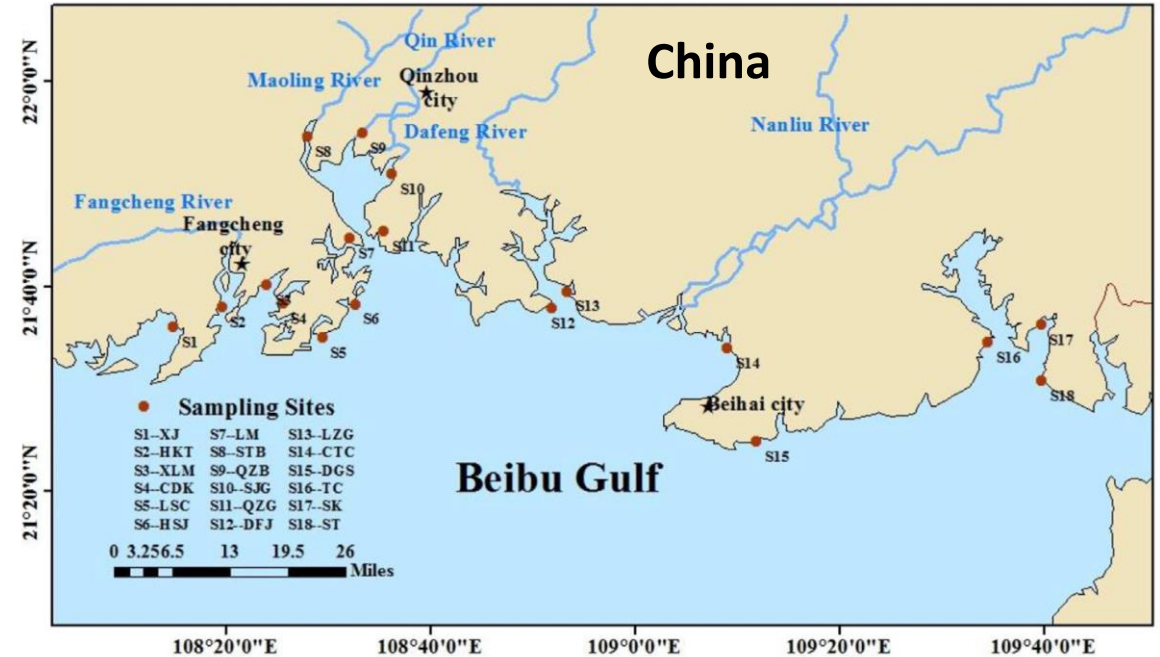 China
Qin River
Maoling River
Qinzhou
city
Dafeng River
Nanliu River
Fangcheng River
Fangcheng
city
S8
S9
S10
S7
S11
S3
S2
S4
S6
S1
S5
S13
S12
S14
S16
S17
S18
Beihai city
S15
Beibu Gulf
Sampling Sites
S1--XJ S7--LM S13--LZG
S2--HKT S8--STB S14--CTC
S3--XLM S9--QZB S15--DGS
S4--CDK S10--SJG S16--TC
S5--LSC S11--QZG S17--SK
S6--HSJ S12--DFJ S18--ST
0 3.25 6.5 13 19.5 26
Miles
22°0'0"N
21°40'0"N
21°20'0"N
108°20'0"E 108°40'0"E 109°0'0"E 109°20'0"E 109°40'0"E